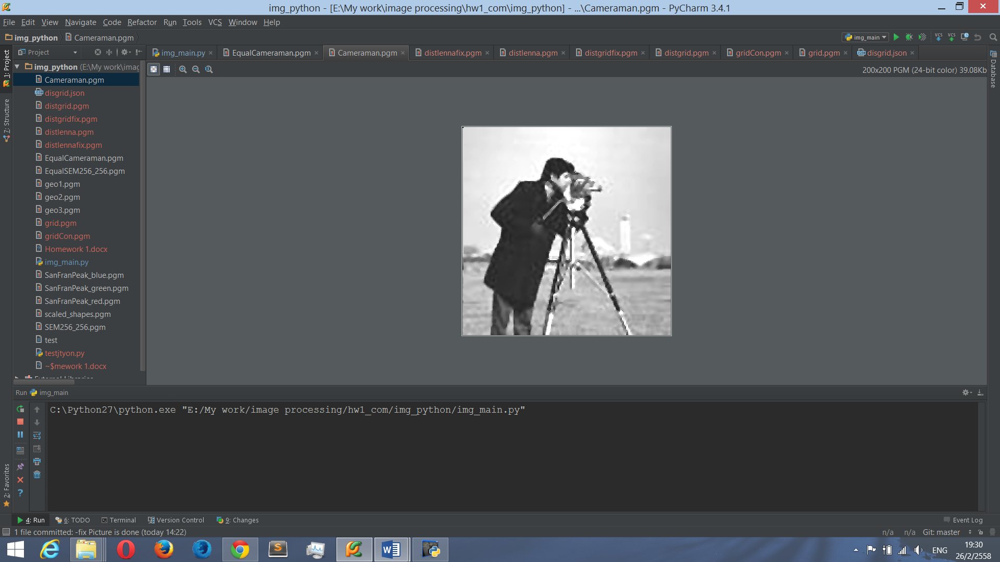 img_python - [E:\My work\image processing\hw1_com\img_python] - ...\Cameraman.pgm - PyCharm 3.4.1
File Edit View Navigate Code Refactor Run Tools VCS Window Help
img_python Cameraman.pgm img_main VCS VCS
Project img_main.py EqualCameraman.pgm Cameraman.pgm distlennafix.pgm distlenna.pgm distgridfix.pgm distgrid.pgm gridCon.pgm grid.pgm disgrid.json
1: Project
7: Structure
2: Favorites
Database
200x200 PGM (24-bit color) 39.08Kb
img_python (E:\My work\imag
Cameraman.pgm
disgrid.json
distgrid.pgm
distgridfix.pgm
distlenna.pgm
distlennafix.pgm
EqualCameraman.pgm
EqualSEM256_256.pgm
geo1.pgm
geo2.pgm
geo3.pgm
grid.pgm
gridCon.pgm
Homework 1.docx
img_main.py
SanFranPeak_blue.pgm
SanFranPeak_green.pgm
SanFranPeak_red.pgm
scaled_shapes.pgm
SEM256_256.pgm
test
testjtyon.py
~$mework 1.docx
External Libraries
Run img_main
C:\Python27\python.exe "E:/My work/image processing/hw1_com/img_python/img_main.py"
4: Run 6: TODO Terminal Version Control 9: Changes Event Log
1 file committed: -fix Picture is done (today 14:22) n/a n/a Git: master
ENG
19:30
26/2/2558